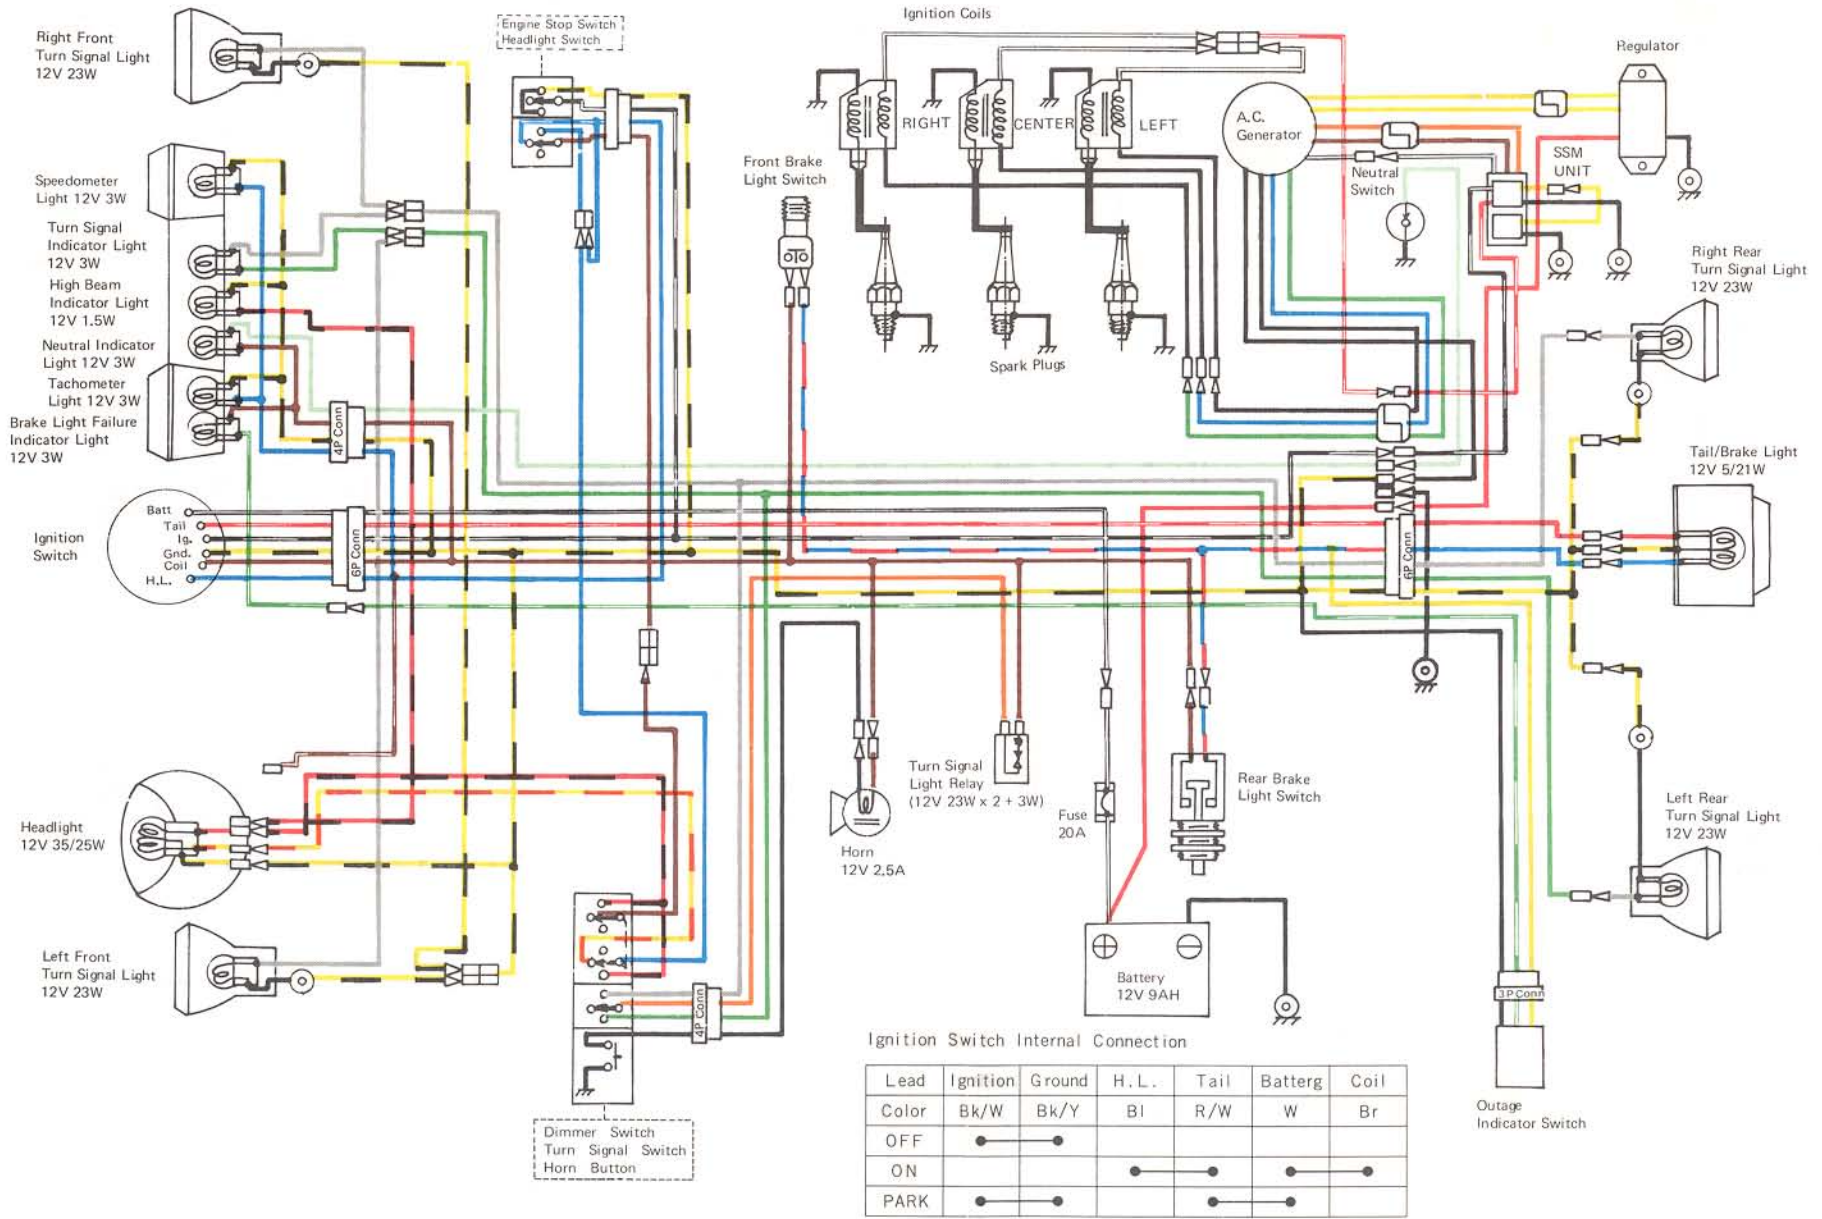 Right Front
Turn Signal Light
12V 23W
Engine Stop Switch
Headlight Switch
Ignition Coils
Regulator
RIGHT
CENTER
LEFT
A.C.
Generator
SSM
UNIT
Neutral
Switch
Front Brake
Light Switch
Speedometer
Light 12V 3W
Turn Signal
Indicator Light
12V 3W
High Beam
Indicator Light
12V 1.5W
Neutral Indicator
Light 12V 3W
Tachometer
Light 12V 3W
Brake Light Failure
Indicator Light
12V 3W
4P Conn
Spark Plugs
Right Rear
Turn Signal Light
12V 23W
Tail/Brake Light
12V 5/21W
Ignition
Switch
Batt
Tail
Ig.
Gnd.
Coil
H.L.
6P Conn
6P Conn
Headlight
12V 35/25W
Left Front
Turn Signal Light
12V 23W
Horn
12V 2.5A
Turn Signal
Light Relay
(12V 23W x 2 + 3W)
Fuse
20A
Rear Brake
Light Switch
Left Rear
Turn Signal Light
12V 23W
Battery
12V 9AH
4P Conn
3P Conn
Outage
Indicator Switch
Dimmer Switch
Turn Signal Switch
Horn Button
Ignition Switch Internal Connection
Lead Ignition Ground H.L. Tail Batterg Coil
Color Bk/W Bk/Y Bl R/W W Br
OFF
ON
PARK